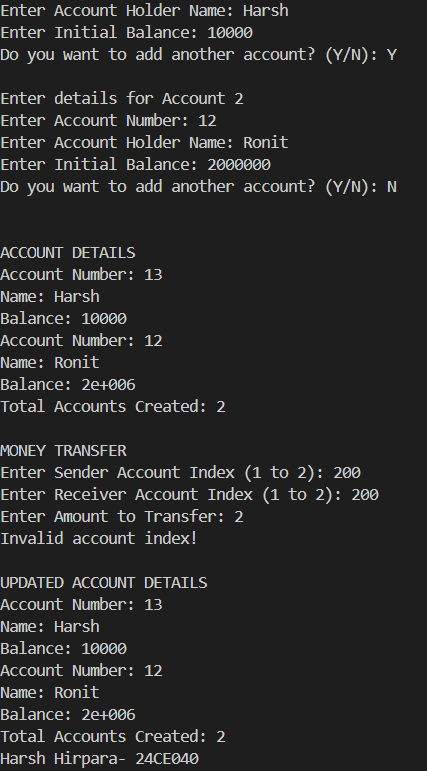 Enter Account Holder Name: Harsh
Enter Initial Balance: 10000
Do you want to add another account? (Y/N): Y
Enter details for Account 2
Enter Account Number: 12
Enter Account Holder Name: Ronit
Enter Initial Balance: 2000000
Do you want to add another account? (Y/N): N
ACCOUNT DETAILS
Account Number: 13
Name: Harsh
Balance: 10000
Account Number: 12
Name: Ronit
Balance: 2e+006
Total Accounts Created: 2
MONEY TRANSFER
Enter Sender Account Index (1 to 2): 200
Enter Receiver Account Index (1 to 2): 200
Enter Amount to Transfer: 2
Invalid account index!
UPDATED ACCOUNT DETAILS
Account Number: 13
Name: Harsh
Balance: 10000
Account Number: 12
Name: Ronit
Balance: 2e+006
Total Accounts Created: 2
Harsh Hirpara- 24CE040